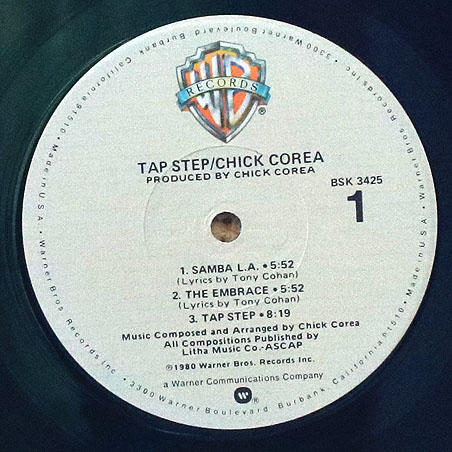 Warner Bros. Records Inc. • 3300 Warner Boulevard, Burbank, California 91510 • Made in U.S.A. • Warner Bros. Records Inc. • 3300 Warner Boulevard, Burbank, California 91510 • Made in U.S.A. •
WB
RECORDS
®
TAP STEP/CHICK COREA
PRODUCED BY CHICK COREA
BSK 3425
1
1. SAMBA L.A. • 5:52
(Lyrics by Tony Cohan)
2. THE EMBRACE • 5:52
(Lyrics by Tony Cohan)
3. TAP STEP • 8:19
Music Composed and Arranged by Chick Corea
All Compositions Published by
Litha Music Co.-ASCAP
℗1980 Warner Bros. Records Inc.
a Warner Communications Company
®